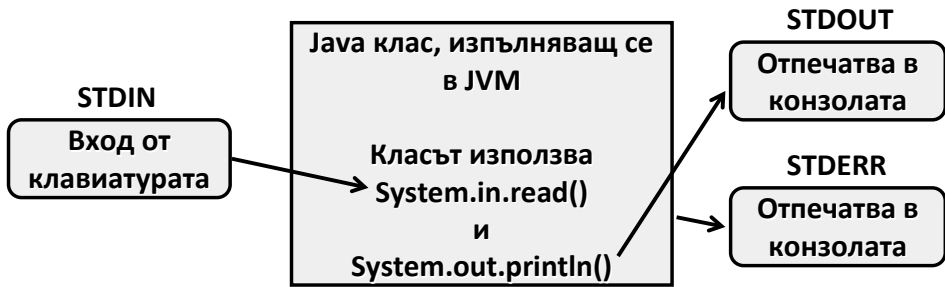 STDIN
Вход от
клавиатурата
Java клас, изпълняващ се
в JVM
Класът използва
System.in.read()
и
System.out.println()
STDOUT
Отпечатва в
конзолата
STDERR
Отпечатва в
конзолата